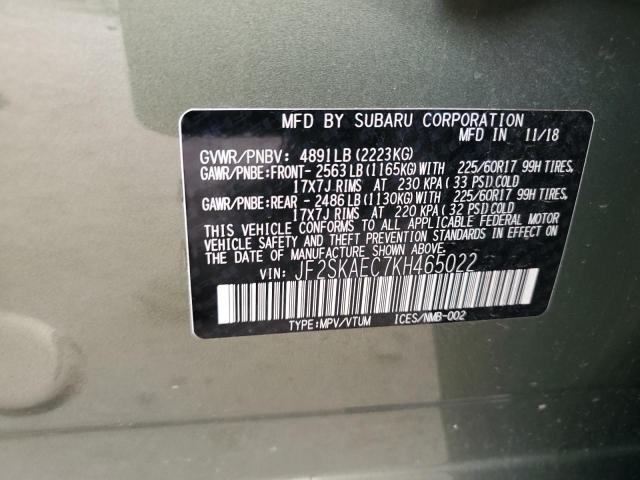 MFD BY SUBARU CORPORATION
MFD IN 11/18
GVWR/PNBV: 4891LB(2223KG)
GAWR/PNBE:FRONT- 2563LB(1165KG)WITH 225/60R17 99H TIRES,
17X7J RIMS AT 230 KPA(33 PSI)COLD
GAWR/PNBE:REAR - 2486LB(1130KG)WITH 225/60R17 99H TIRES,
17X7J RIMS AT 220 KPA(32 PSI)COLD
THIS VEHICLE CONFORMS TO ALL APPLICABLE FEDERAL MOTOR
VEHICLE SAFETY AND THEFT PREVENTION STANDARDS IN EFFECT
ON THE DATE OF MANUFACTURE SHOWN ABOVE.
VIN: JF2SKAEC7KH465022
TYPE:MPV/VTUM ICES/NMB-002